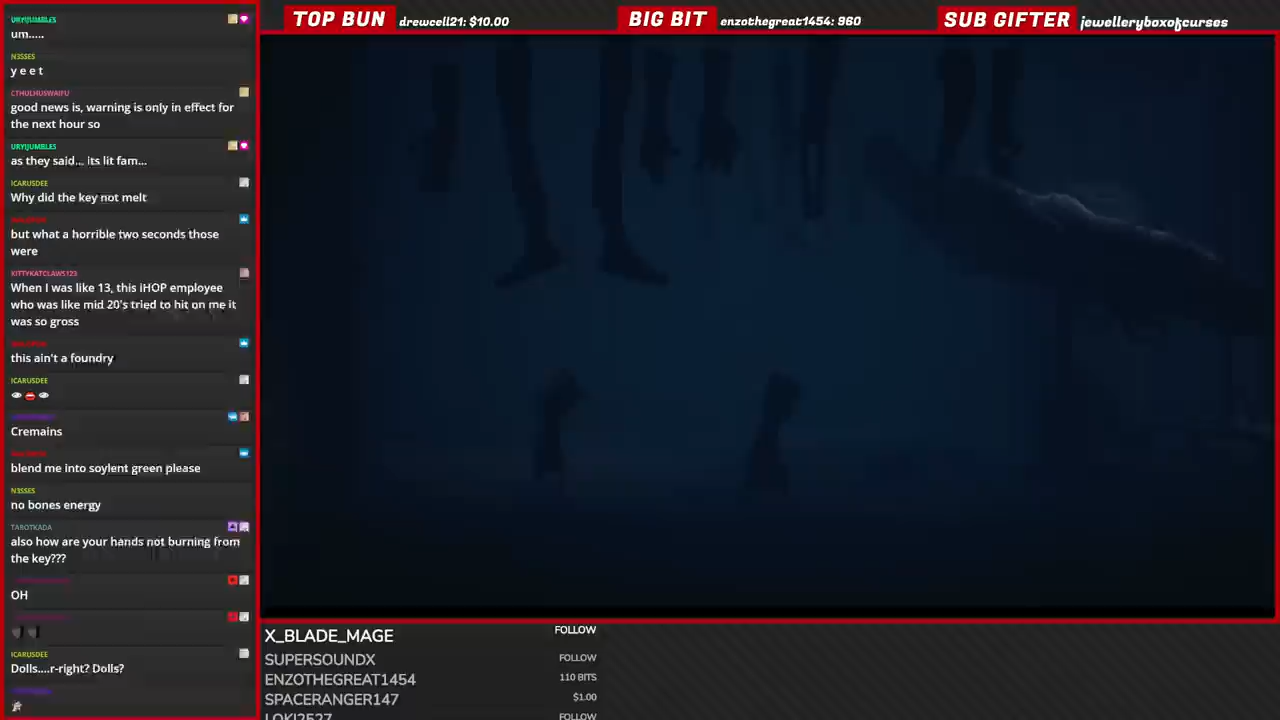 TOP BUN drewcell21: $10.00 BIG BIT enzothegreat1454: 960 SUB GIFTER jewelleryboxofcurses
URYIJUMBLES
um.....
N3SSES
y e e t
CTHULHUSWAIFU
good news is, warning is only in effect for
the next hour so
URYIJUMBLES
as they said... its lit fam...
ICARUSDEE
Why did the key not melt
but what a horrible two seconds those
were
KITTYKATCLAWS123
When I was like 13, this iHOP employee
who was like mid 20's tried to hit on me it
was so gross
this ain't a foundry
ICARUSDEE
Cremains
blend me into soylent green please
N3SSES
no bones energy
TAROTKADA
also how are your hands not burning from
the key???
OH
ICARUSDEE
Dolls....r-right? Dolls?
X_BLADE_MAGE FOLLOW
SUPERSOUNDX FOLLOW
ENZOTHEGREAT1454 110 BITS
SPACERANGER147 $1.00
LOKI2527 FOLLOW